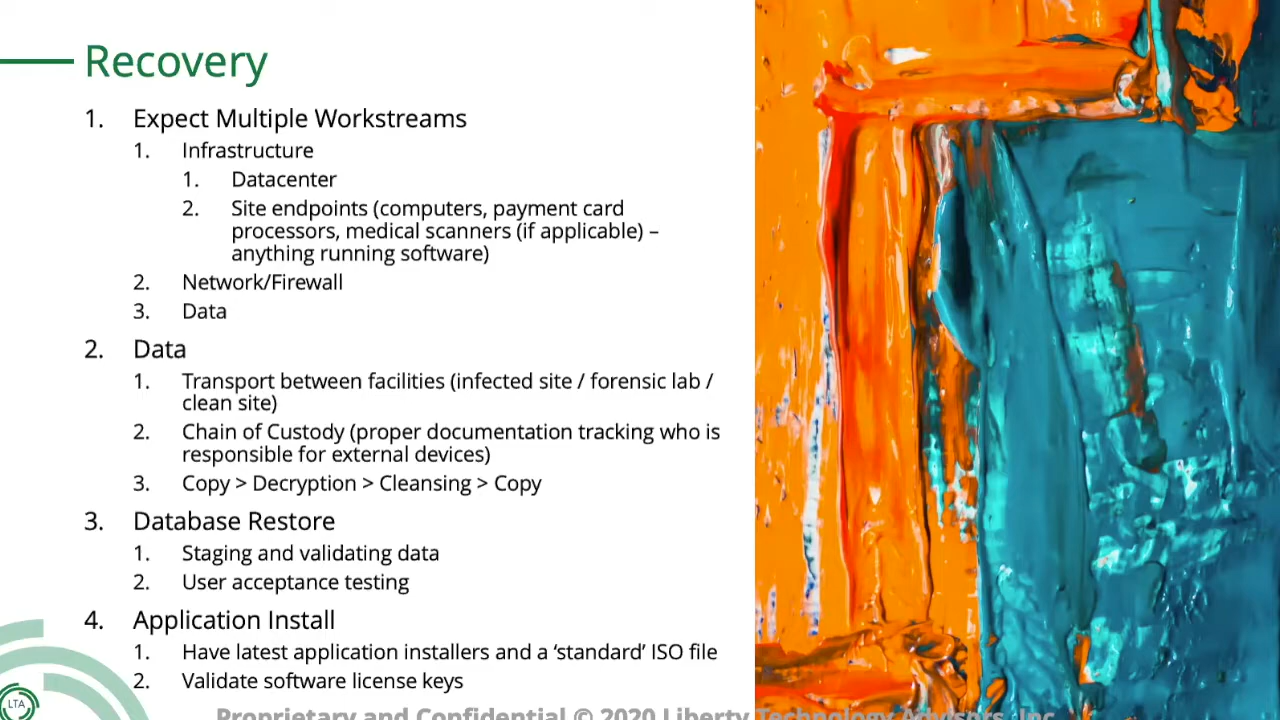 Recovery
1. Expect Multiple Workstreams
1. Infrastructure
1. Datacenter
2. Site endpoints (computers, payment card
processors, medical scanners (if applicable) –
anything running software)
2. Network/Firewall
3. Data
2. Data
1. Transport between facilities (infected site / forensic lab /
clean site)
2. Chain of Custody (proper documentation tracking who is
responsible for external devices)
3. Copy > Decryption > Cleansing > Copy
3. Database Restore
1. Staging and validating data
2. User acceptance testing
4. Application Install
1. Have latest application installers and a ‘standard’ ISO file
2. Validate software license keys
LTA
Proprietary and Confidential © 2020 Liberty Technology Advisors, Inc